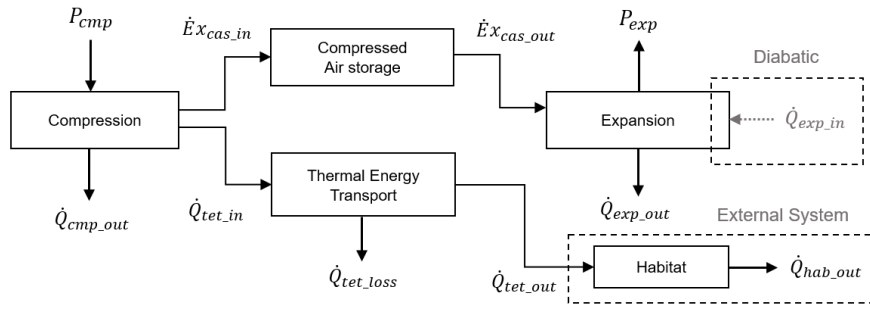 P_cmp
Ėx_cas_in
Compressed
Air storage
Ėx_cas_out
P_exp
Diabatic
Compression
Expansion
Q̇_exp_in
Thermal Energy
Transport
Q̇_cmp_out
Q̇_tet_in
Q̇_exp_out
External System
Q̇_tet_loss
Q̇_tet_out
Habitat
Q̇_hab_out